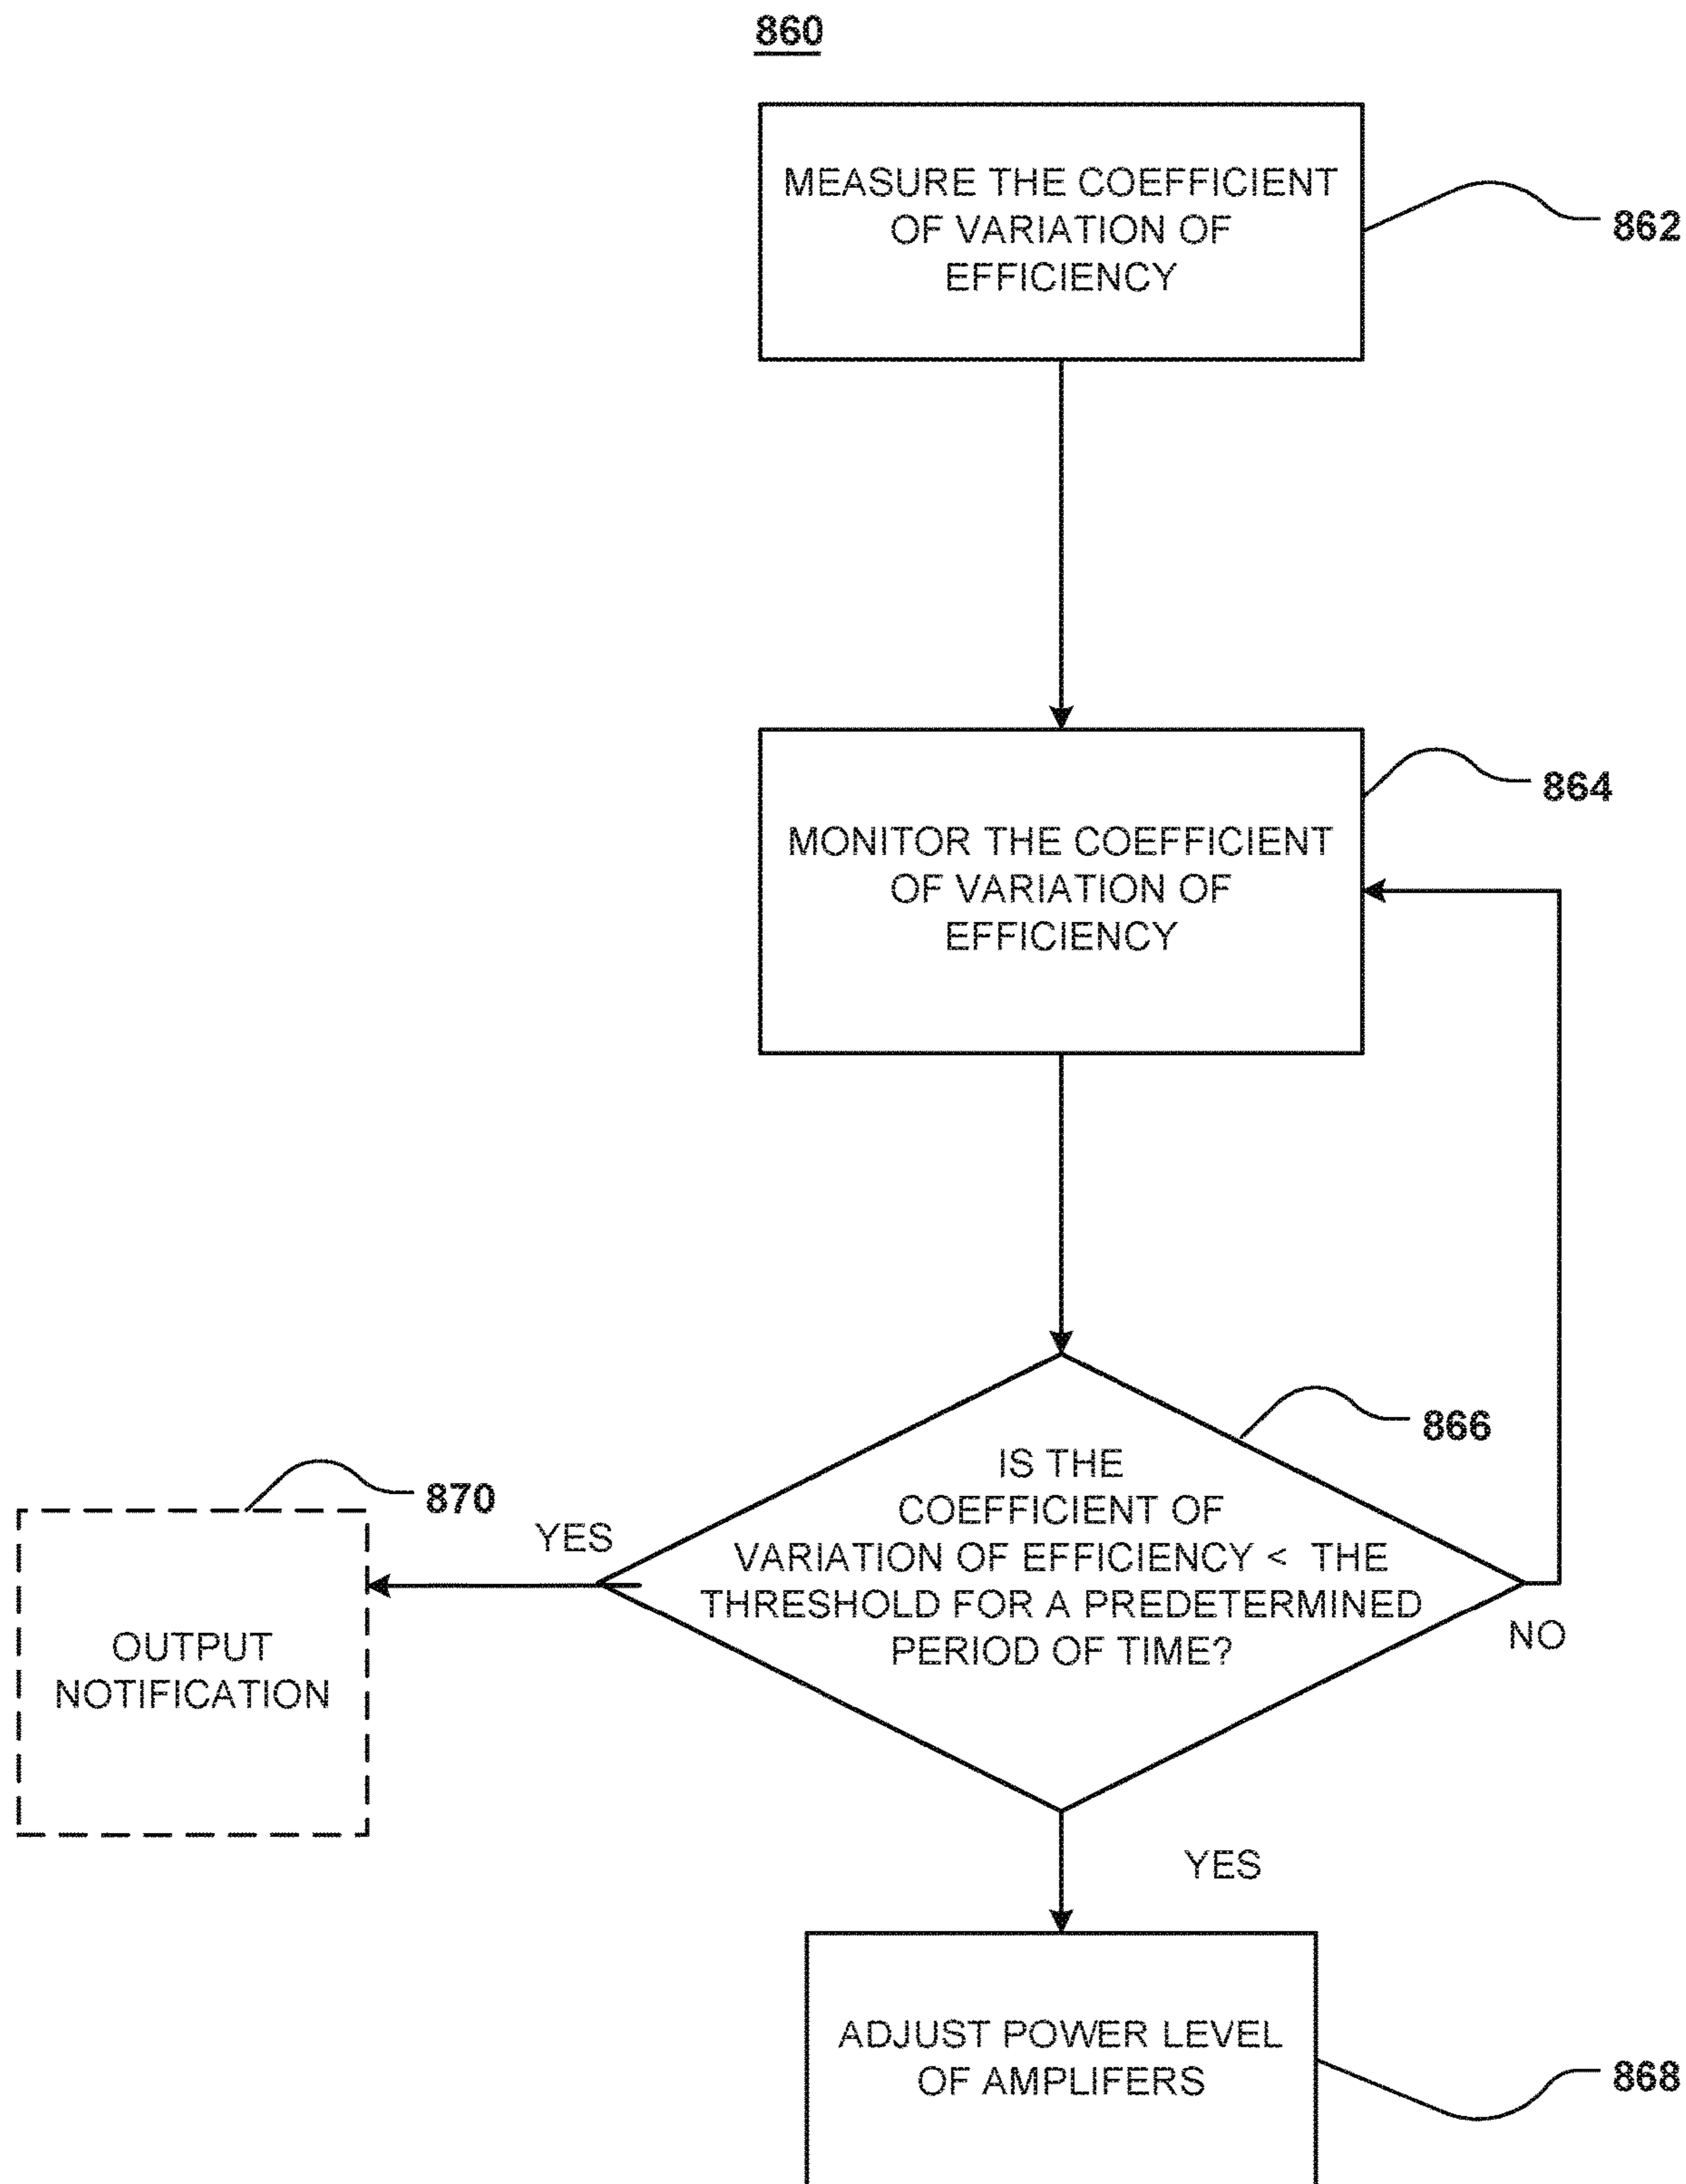 860
MEASURE THE COEFFICIENT
OF VARIATION OF
EFFICIENCY
862
864
MONITOR THE COEFFICIENT
OF VARIATION OF
EFFICIENCY
866
IS THE
COEFFICIENT OF
VARIATION OF EFFICIENCY < THE
THRESHOLD FOR A PREDETERMINED
PERIOD OF TIME?
870
YES
OUTPUT
NOTIFICATION
NO
YES
ADJUST POWER LEVEL
OF AMPLIFERS
868